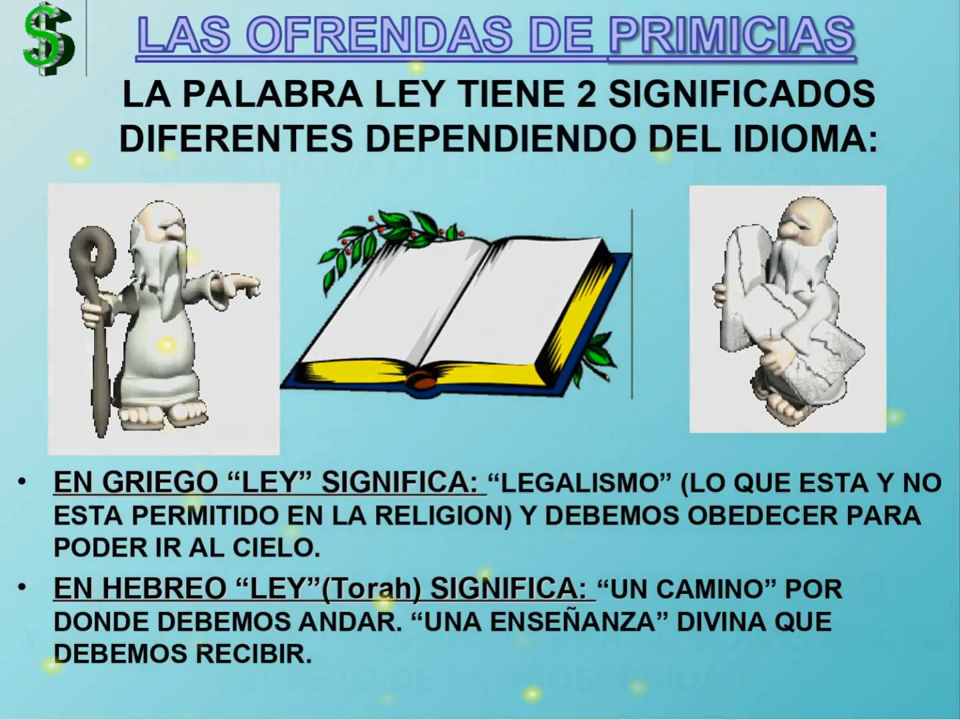 LAS OFRENDAS DE PRIMICIAS
LA PALABRA LEY TIENE 2 SIGNIFICADOS
DIFERENTES DEPENDIENDO DEL IDIOMA:
• EN GRIEGO “LEY” SIGNIFICA: “LEGALISMO” (LO QUE ESTA Y NO
ESTA PERMITIDO EN LA RELIGION) Y DEBEMOS OBEDECER PARA
PODER IR AL CIELO.
• EN HEBREO “LEY”(Torah) SIGNIFICA: “UN CAMINO” POR
DONDE DEBEMOS ANDAR. “UNA ENSEÑANZA” DIVINA QUE
DEBEMOS RECIBIR.